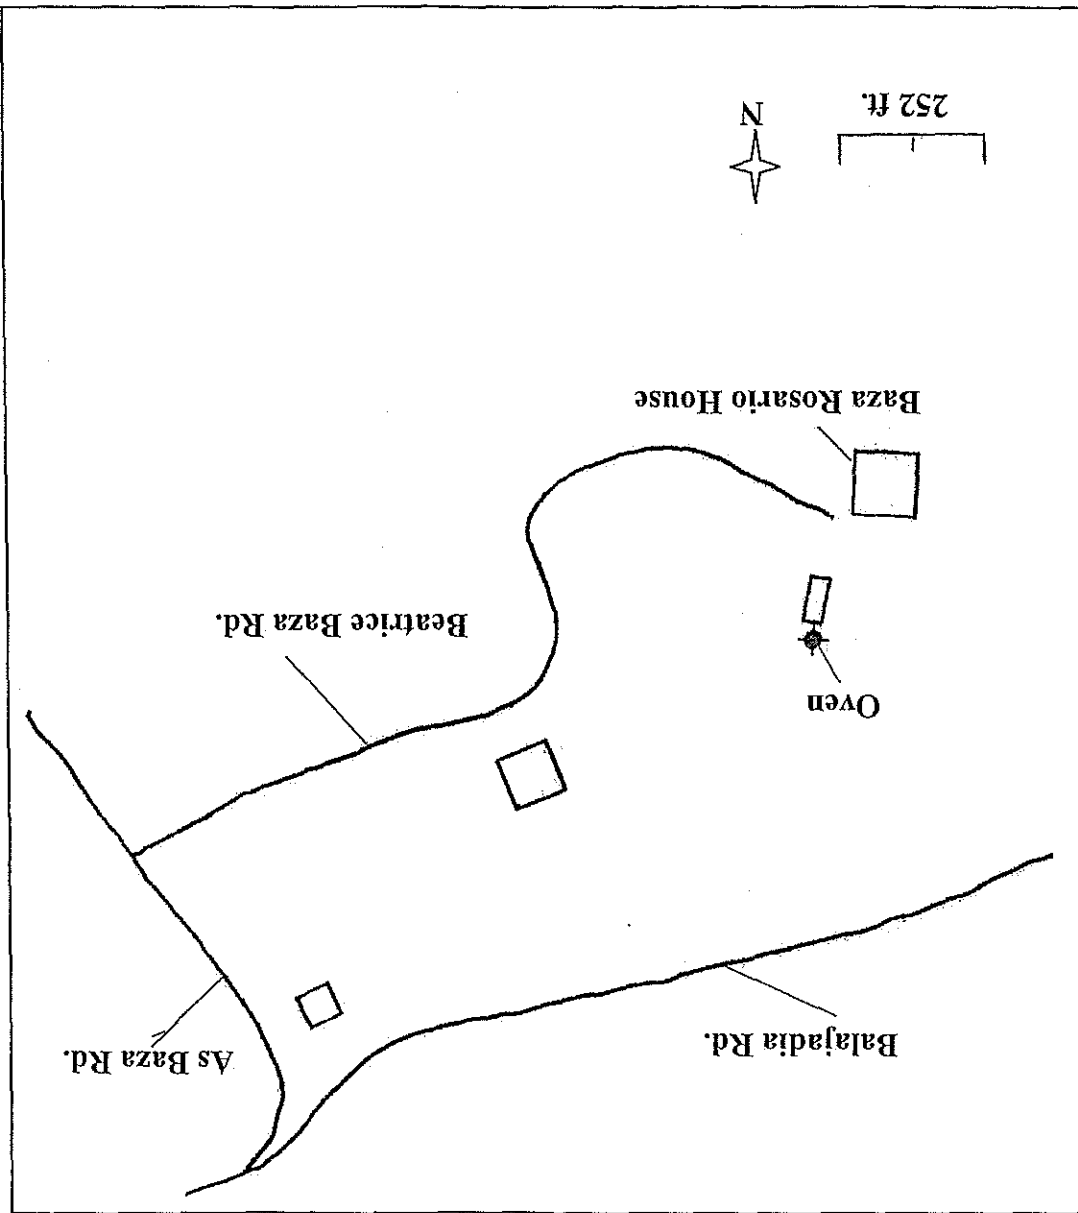 Balajadia Rd.
As Baza Rd.
Oven
Beatrice Baza Rd.
Baza Rosario House
N
252 ft.